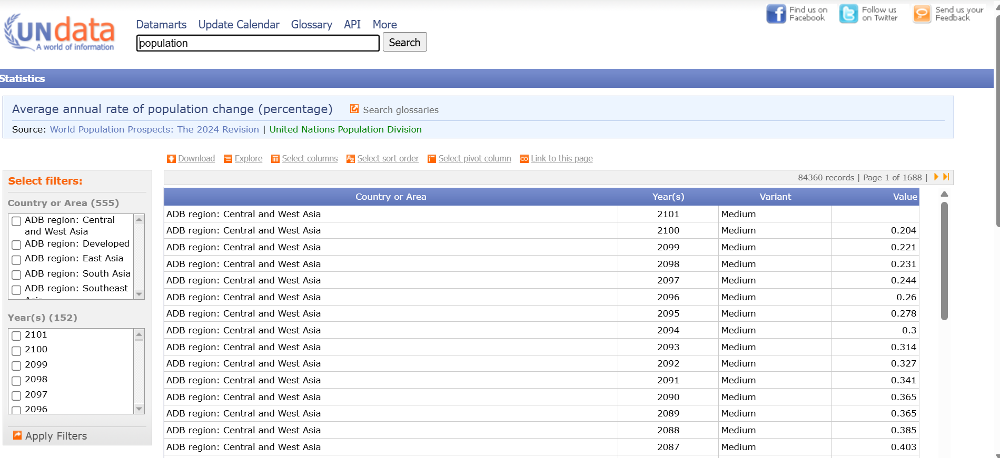 UNdata
A world of information
Datamarts Update Calendar Glossary API More
population Search
Find us on Facebook
Follow us on Twitter
Send us your Feedback
Statistics
Average annual rate of population change (percentage) Search glossaries
Source: World Population Prospects: The 2024 Revision | United Nations Population Division
Download Explore Select columns Select sort order Select pivot column Link to this page
Select filters:
Country or Area (555)
ADB region: Central
and West Asia
ADB region: Developed
ADB region: East Asia
ADB region: South Asia
ADB region: Southeast
Asia
Year(s) (152)
2101
2100
2099
2098
2097
2096
Apply Filters
84360 records | Page 1 of 1688 |
Country or Area Year(s) Variant Value
ADB region: Central and West Asia 2101 Medium
ADB region: Central and West Asia 2100 Medium 0.204
ADB region: Central and West Asia 2099 Medium 0.221
ADB region: Central and West Asia 2098 Medium 0.231
ADB region: Central and West Asia 2097 Medium 0.244
ADB region: Central and West Asia 2096 Medium 0.26
ADB region: Central and West Asia 2095 Medium 0.278
ADB region: Central and West Asia 2094 Medium 0.3
ADB region: Central and West Asia 2093 Medium 0.314
ADB region: Central and West Asia 2092 Medium 0.327
ADB region: Central and West Asia 2091 Medium 0.341
ADB region: Central and West Asia 2090 Medium 0.365
ADB region: Central and West Asia 2089 Medium 0.365
ADB region: Central and West Asia 2088 Medium 0.385
ADB region: Central and West Asia 2087 Medium 0.403